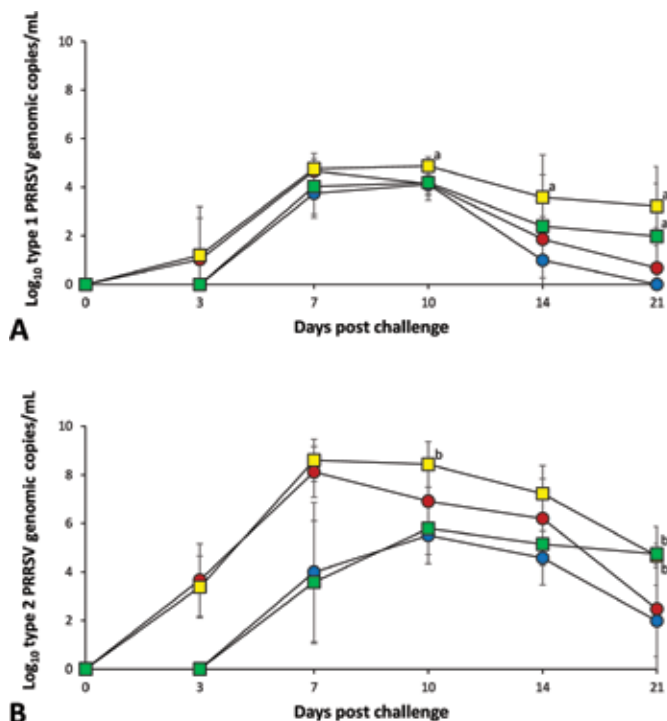 Log10 type 1 PRRSV genomic copies/mL
10
8
6
4
2
0
a
a
a
a
0 3 7 10 14 21
Days post challenge
A
Log10 type 2 PRRSV genomic copies/mL
10
8
6
4
2
0
b
0 3 7 10 14 21
Days post challenge
B